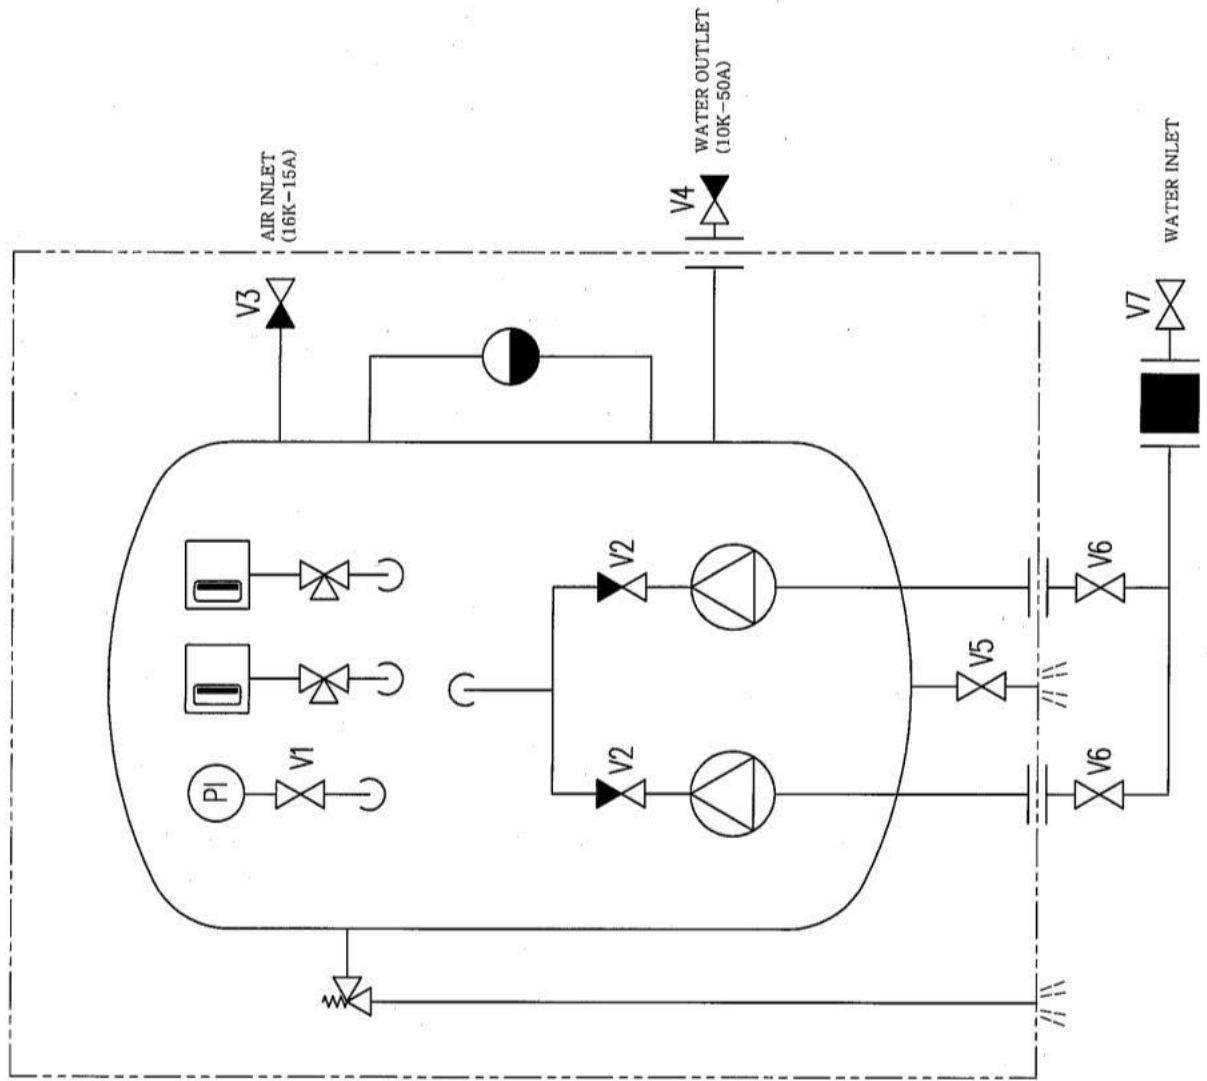 AIR INLET
(16K-15A)
WATER OUTLET
(10K-50A)
WATER INLET
V3
V4
V7
V2
V6
V5
PI
V1
V2
V6